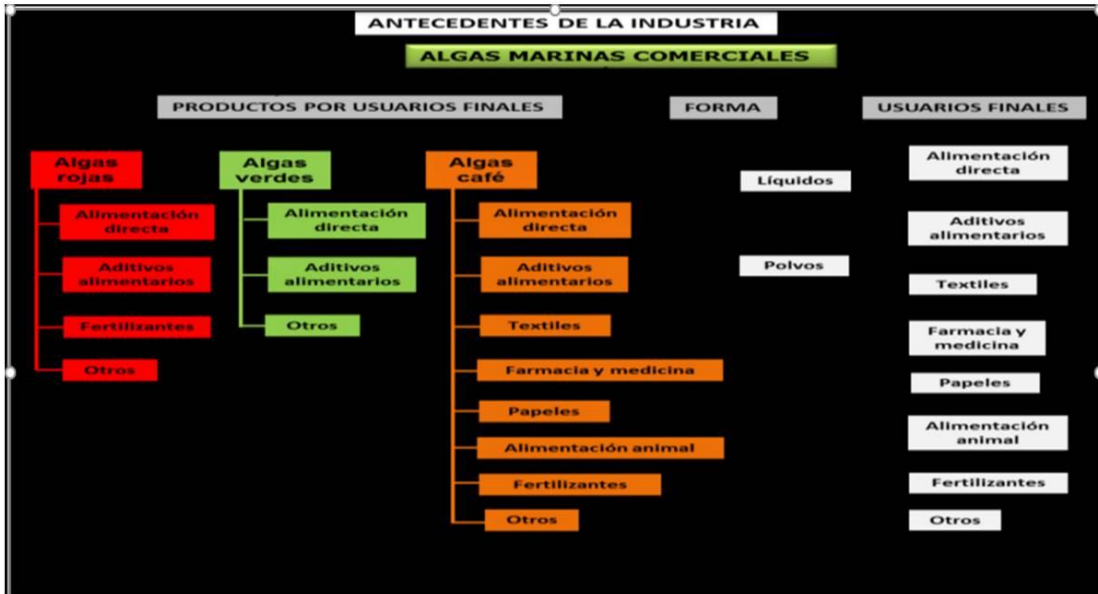 ANTECEDENTES DE LA INDUSTRIA
ALGAS MARINAS COMERCIALES
PRODUCTOS POR USUARIOS FINALES
FORMA
USUARIOS FINALES
Algas
rojas
Alimentación
directa
Aditivos
alimentarios
Fertilizantes
Otros
Algas
verdes
Alimentación
directa
Aditivos
alimentarios
Otros
Algas
café
Alimentación
directa
Aditivos
alimentarios
Textiles
Farmacia y medicina
Papeles
Alimentación animal
Fertilizantes
Otros
Líquidos
Polvos
Alimentación
directa
Aditivos
alimentarios
Textiles
Farmacia y
medicina
Papeles
Alimentación
animal
Fertilizantes
Otros